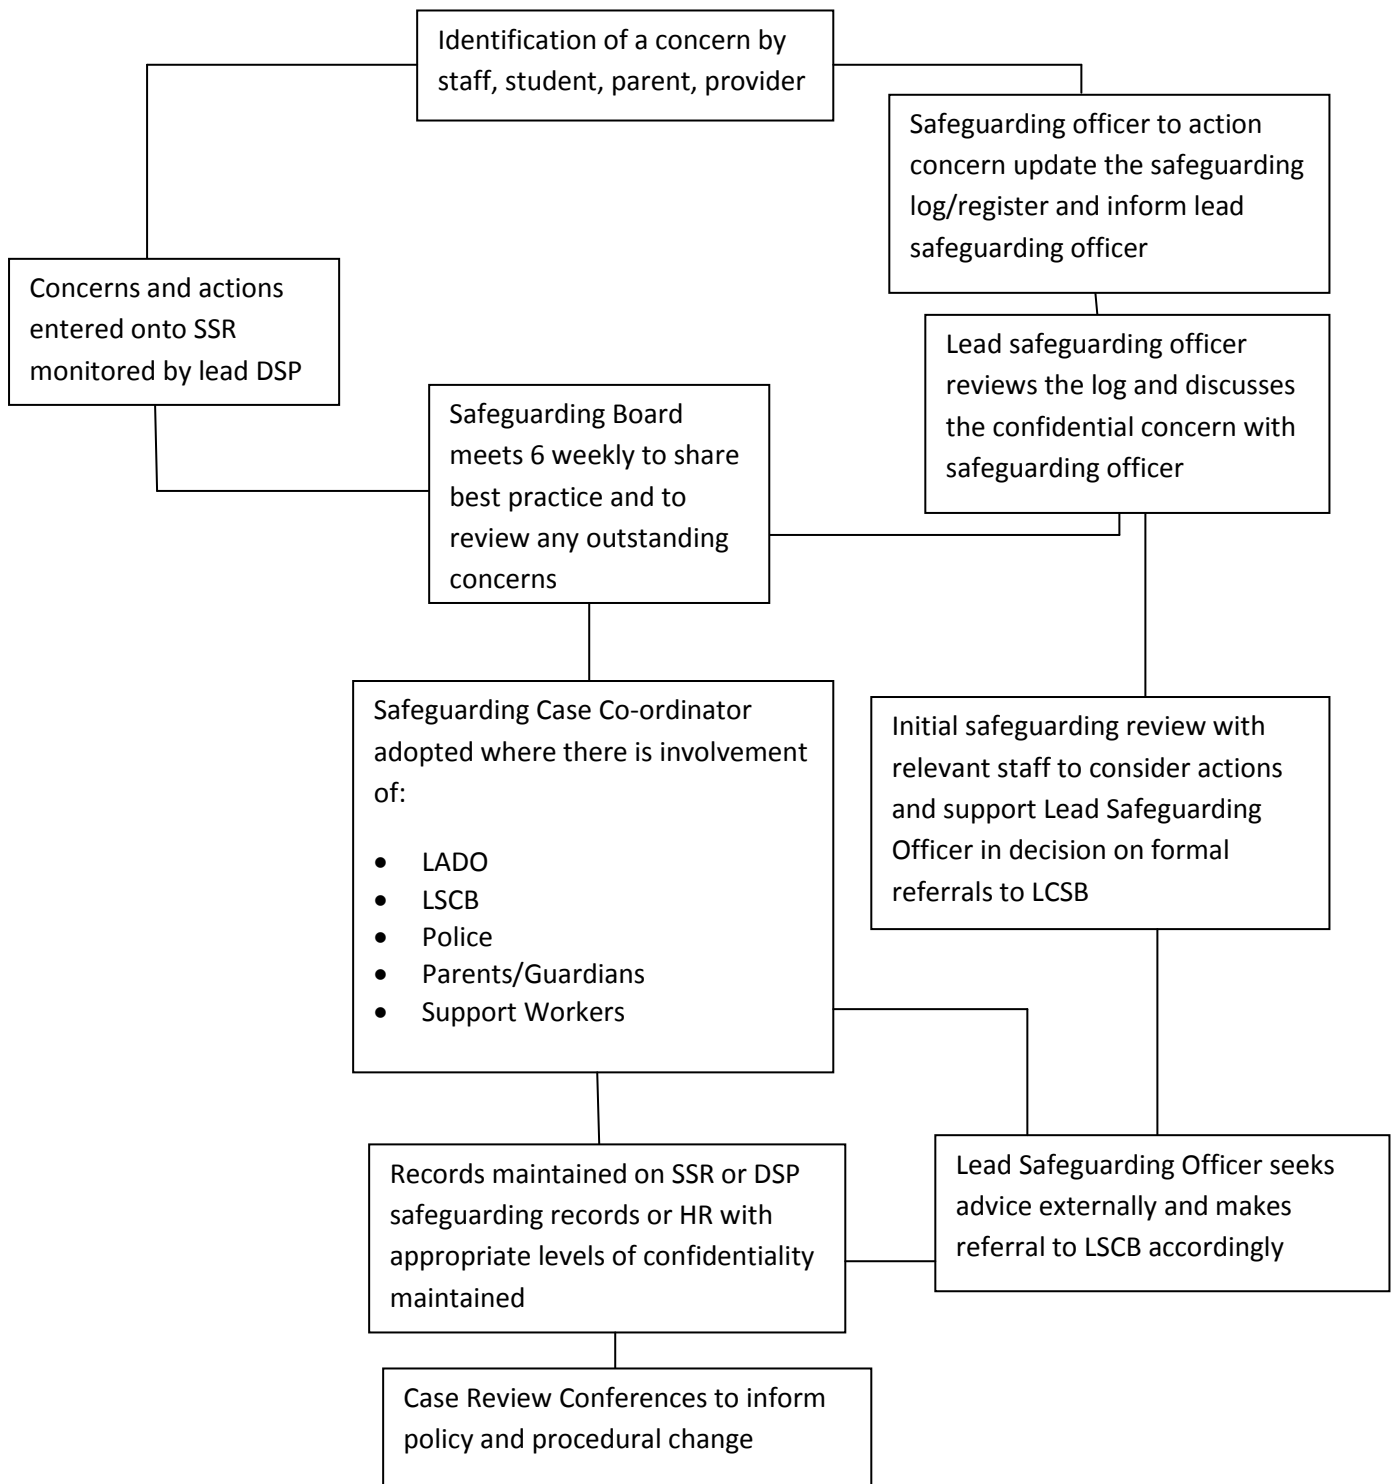 Identification of a concern by
staff, student, parent, provider
Safeguarding officer to action
concern update the safeguarding
log/register and inform lead
safeguarding officer
Concerns and actions
entered onto SSR
monitored by lead DSP
Lead safeguarding officer
reviews the log and discusses
the confidential concern with
safeguarding officer
Safeguarding Board
meets 6 weekly to share
best practice and to
review any outstanding
concerns
Safeguarding Case Co-ordinator
adopted where there is involvement
of:
• LADO
• LSCB
• Police
• Parents/Guardians
• Support Workers
Initial safeguarding review with
relevant staff to consider actions
and support Lead Safeguarding
Officer in decision on formal
referrals to LCSB
Records maintained on SSR or DSP
safeguarding records or HR with
appropriate levels of confidentiality
maintained
Lead Safeguarding Officer seeks
advice externally and makes
referral to LSCB accordingly
Case Review Conferences to inform
policy and procedural change